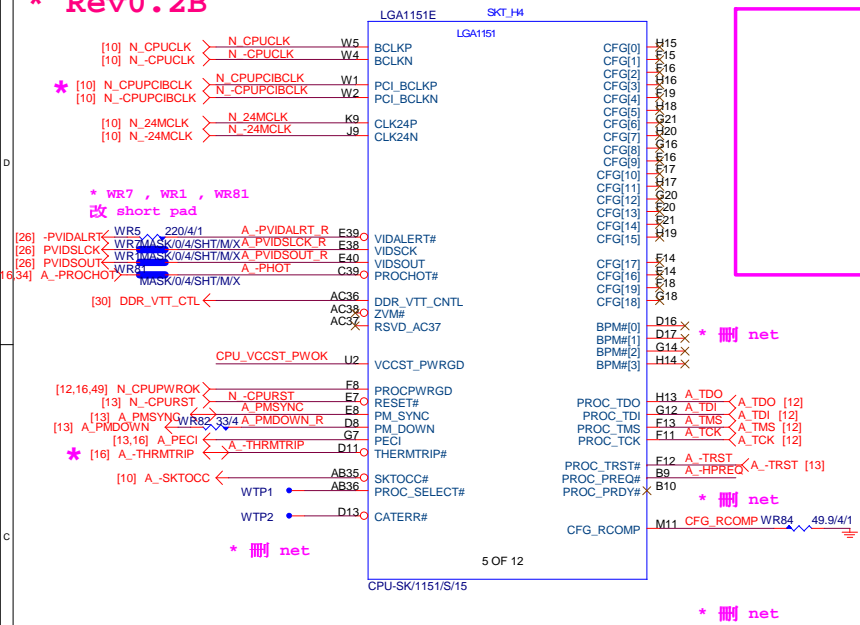 * Rev0.2B
LGA1151E SKT_H4
LGA1151
[10] N_CPUCLK N_CPUCLK W5 BCLKP CFG[0] H15
[10] N_-CPUCLK N_-CPUCLK W4 BCLKN CFG[1] F15
CFG[2] F16
* [10] N_CPUPCIBCLK N_CPUPCIBCLK W1 PCI_BCLKP CFG[3] H16
[10] N_-CPUPCIBCLK N_-CPUPCIBCLK W2 PCI_BCLKN CFG[4] F19
CFG[5] H18
[10] N_24MCLK N_24MCLK K9 CLK24P CFG[6] G21
[10] N_-24MCLK N_-24MCLK J9 CLK24N CFG[7] H20
CFG[8] G16
CFG[9] E16
CFG[10] F17
CFG[11] H17
CFG[12] G20
CFG[13] F20
CFG[14] F21
CFG[15] H19
D
* WR7 , WR1 , WR81
改 short pad
[26] -PVIDALRT WR5 220/4/1 A_-PVIDALRT_R E39 VIDALERT#
[26] PVIDSLCK WR7 MASK/0/4/SHT/M/X A_PVIDSLCK_R E38 VIDSCK
[26] PVIDSOUT WR1 MASK/0/4/SHT/M/X A_PVIDSOUT_R E40 VIDSOUT CFG[17] F14
16,34] A_-PROCHOT WR81 MASK/0/4/SHT/M/X A_-PHOT C39 PROCHOT# CFG[16] E14
CFG[19] F18
[30] DDR_VTT_CTL AC36 DDR_VTT_CNTL CFG[18] G18
AC38 ZVM#
AC37 RSVD_AC37 BPM#[0] D16
BPM#[1] D17 * 刪 net
BPM#[2] G14
CPU_VCCST_PWOK U2 VCCST_PWRGD BPM#[3] H14
[12,16,49] N_CPUPWROK F8 PROCPWRGD
[13] N_-CPURST N_-CPURST E7 RESET# PROC_TDO H13 A_TDO A_TDO [12]
[13] A_PMSYNC A_PMSYNC E8 PM_SYNC PROC_TDI G12 A_TDI A_TDI [12]
[13] A_PMDOWN WR82 33/4 A_PMDOWN_R D8 PM_DOWN PROC_TMS F13 A_TMS A_TMS [12]
[13,16] A_PECI G7 PECI PROC_TCK F11 A_TCK A_TCK [12]
* [16] A_-THRMTRIP A_-THRMTRIP D11 THERMTRIP#
PROC_TRST# F12 A_-TRST A_-TRST [13]
[10] A_-SKTOCC AB35 SKTOCC# PROC_PREQ# B9 A_-HPREQ
WTP1 AB36 PROC_SELECT# PROC_PRDY# B10
* 刪 net
WTP2 D13 CATERR#
CFG_RCOMP M11 CFG_RCOMP WR84 49.9/4/1
C
* 刪 net
5 OF 12
CPU-SK/1151/S/15
* 刪 net